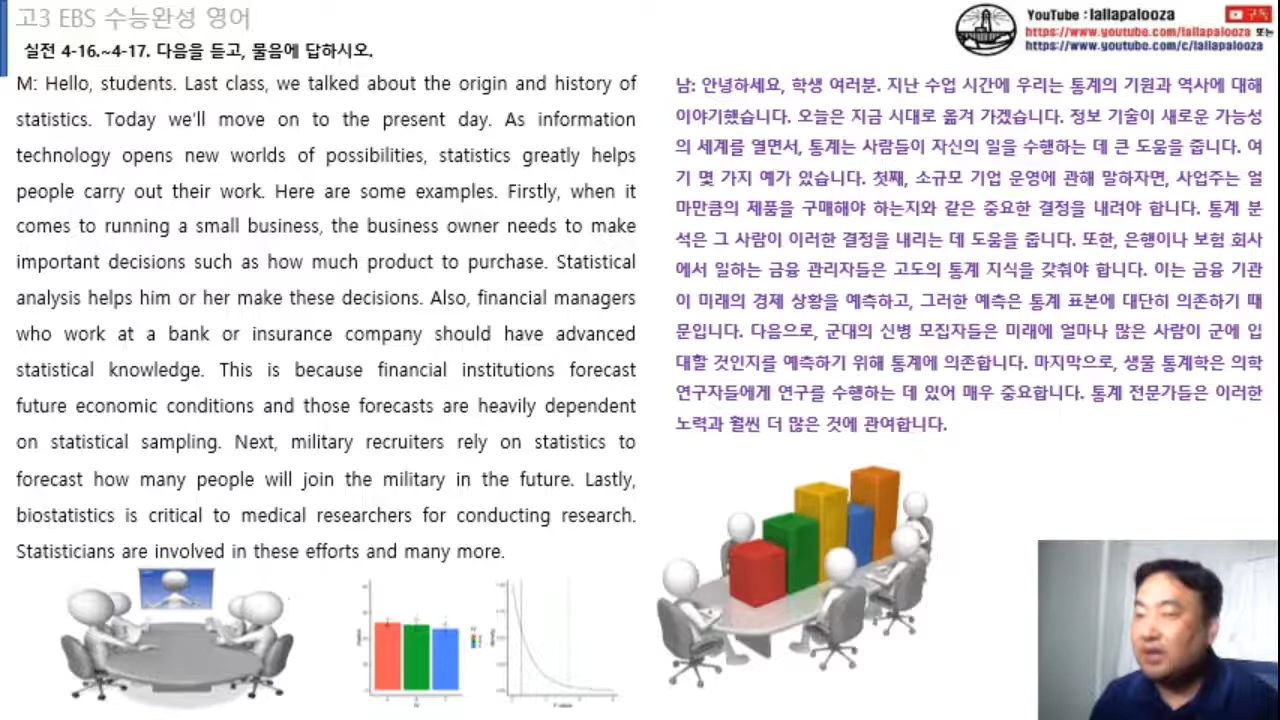 고3 EBS 수능완성 영어
YouTube : lallapalooza
구독
https://www.youtube.com/lallapalooza 또는
https://www.youtube.com/c/lallapalooza
실전 4-16.~4-17. 다음을 듣고, 물음에 답하시오.
M: Hello, students. Last class, we talked about the origin and history of
statistics. Today we'll move on to the present day. As information
technology opens new worlds of possibilities, statistics greatly helps
people carry out their work. Here are some examples. Firstly, when it
comes to running a small business, the business owner needs to make
important decisions such as how much product to purchase. Statistical
analysis helps him or her make these decisions. Also, financial managers
who work at a bank or insurance company should have advanced
statistical knowledge. This is because financial institutions forecast
future economic conditions and those forecasts are heavily dependent
on statistical sampling. Next, military recruiters rely on statistics to
forecast how many people will join the military in the future. Lastly,
biostatistics is critical to medical researchers for conducting research.
Statisticians are involved in these efforts and many more.
남: 안녕하세요, 학생 여러분. 지난 수업 시간에 우리는 통계의 기원과 역사에 대해
이야기했습니다. 오늘은 지금 시대로 옮겨 가겠습니다. 정보 기술이 새로운 가능성
의 세계를 열면서, 통계는 사람들이 자신의 일을 수행하는 데 큰 도움을 줍니다. 여
기 몇 가지 예가 있습니다. 첫째, 소규모 기업 운영에 관해 말하자면, 사업주는 얼
마만큼의 제품을 구매해야 하는지와 같은 중요한 결정을 내려야 합니다. 통계 분
석은 그 사람이 이러한 결정을 내리는 데 도움을 줍니다. 또한, 은행이나 보험 회사
에서 일하는 금융 관리자들은 고도의 통계 지식을 갖춰야 합니다. 이는 금융 기관
이 미래의 경제 상황을 예측하고, 그러한 예측은 통계 표본에 대단히 의존하기 때
문입니다. 다음으로, 군대의 신병 모집자들은 미래에 얼마나 많은 사람이 군에 입
대할 것인지를 예측하기 위해 통계에 의존합니다. 마지막으로, 생물 통계학은 의학
연구자들에게 연구를 수행하는 데 있어 매우 중요합니다. 통계 전문가들은 이러한
노력과 훨씬 더 많은 것에 관여합니다.